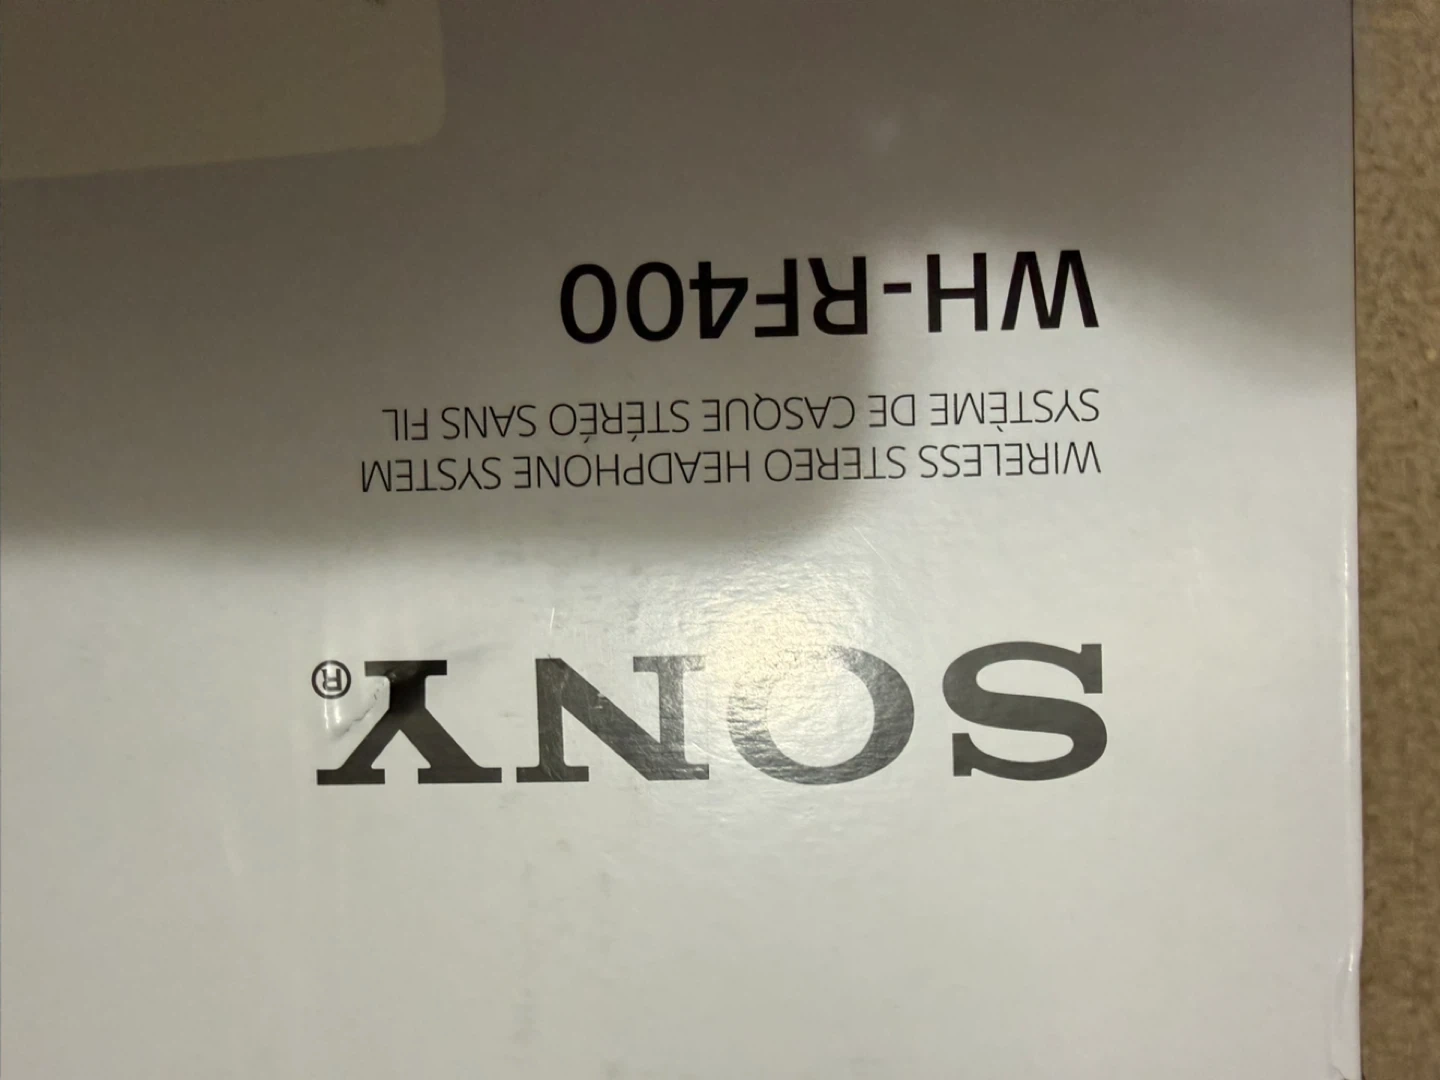 SONY®
WIRELESS STEREO HEADPHONE SYSTEM
SYSTÈME DE CASQUE STÉRÉO SANS FIL
WH-RF400